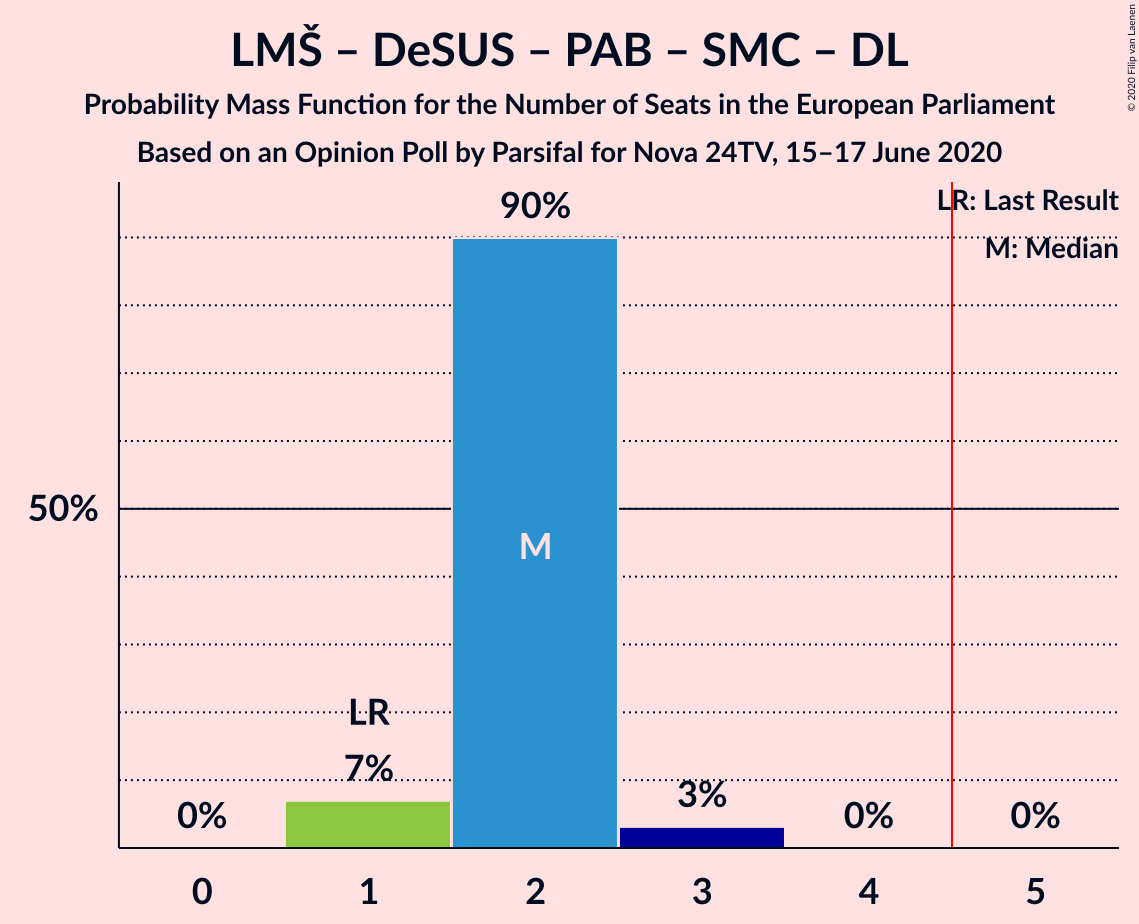 LMŠ – DeSUS – PAB – SMC – DL
Probability Mass Function for the Number of Seats in the European Parliament
Based on an Opinion Poll by Parsifal for Nova 24TV, 15–17 June 2020
© 2020 Filip van Laenen
LR: Last Result
M: Median
90%
50%
M
LR
7%
3%
0%
0%
0%
0 1 2 3 4 5